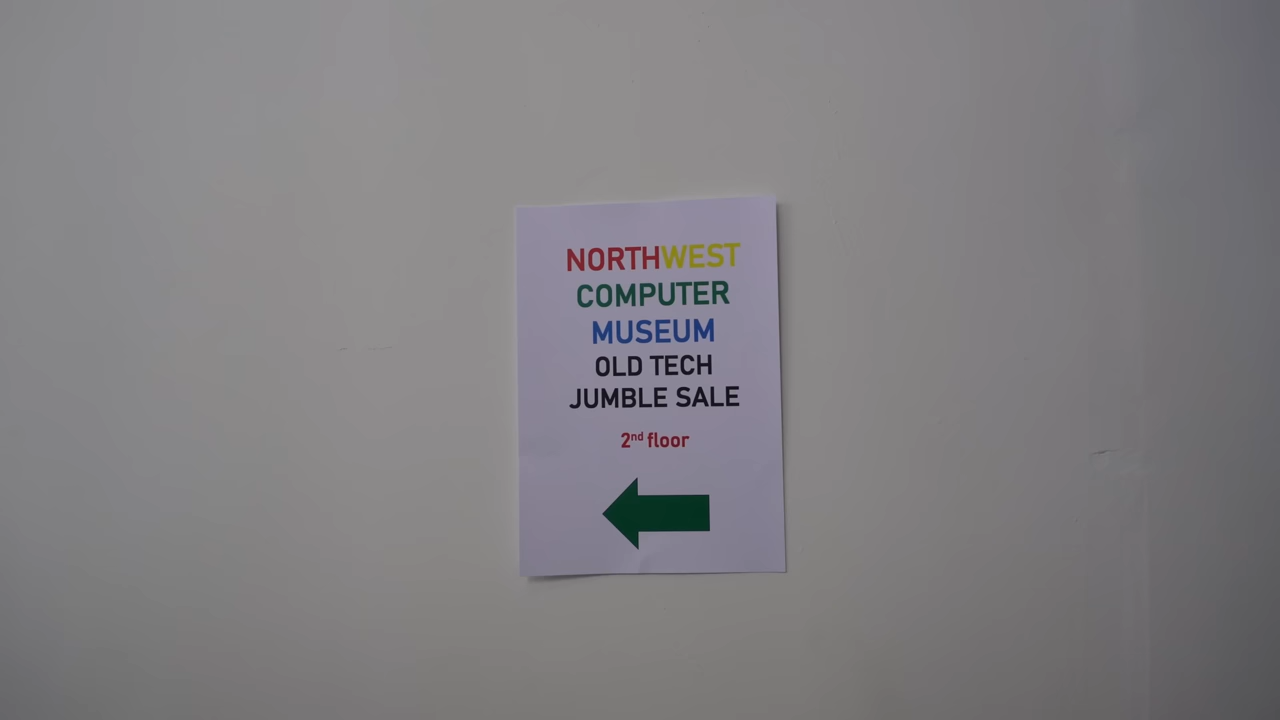 NORTHWEST
COMPUTER
MUSEUM
OLD TECH
JUMBLE SALE
2nd floor